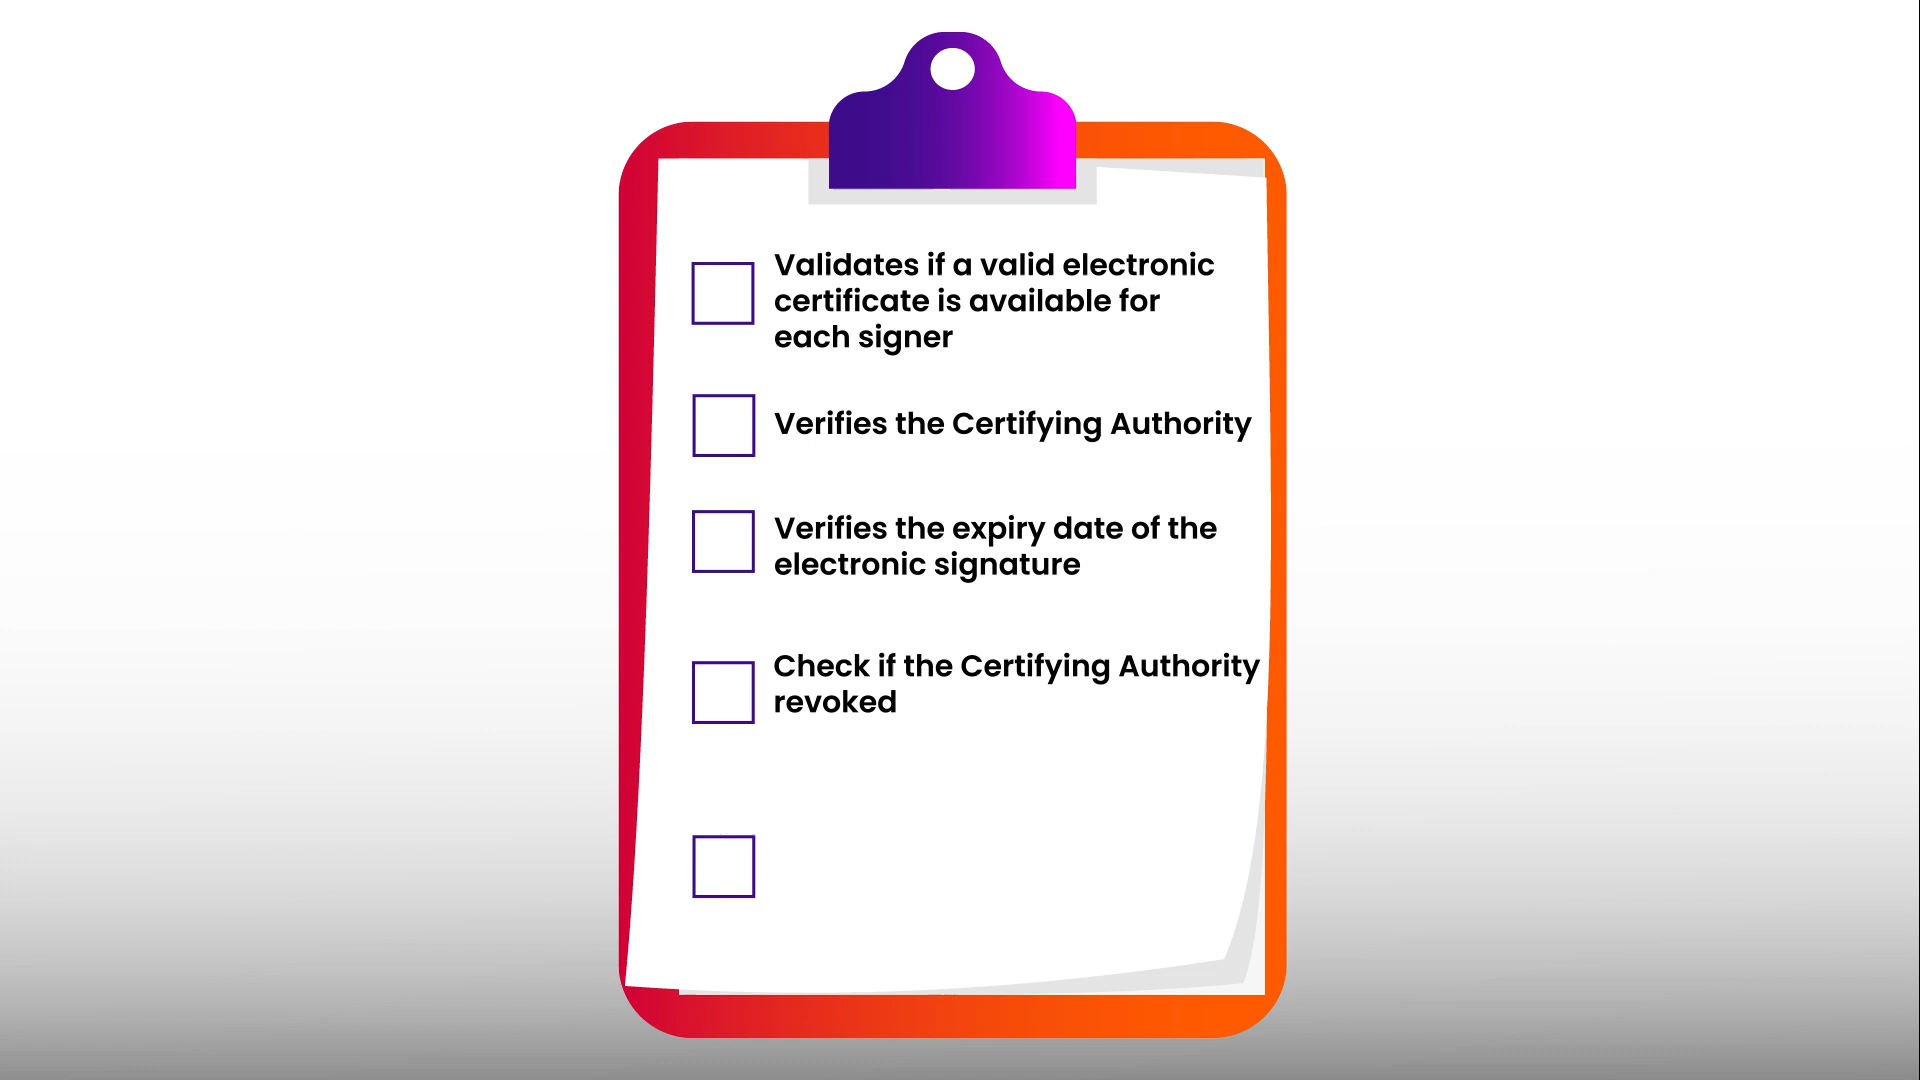 Validates if a valid electronic
certificate is available for
each signer
Verifies the Certifying Authority
Verifies the expiry date of the
electronic signature
Check if the Certifying Authority
revoked